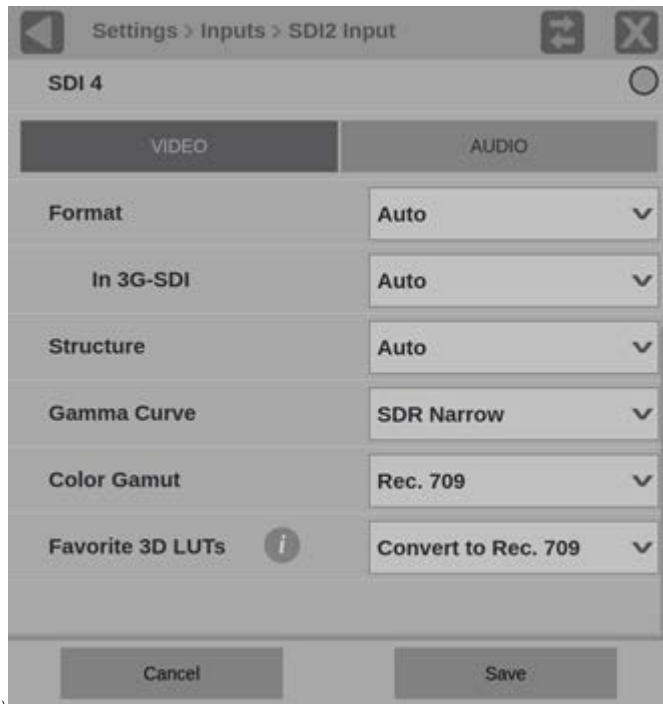 Settings > Inputs > SDI2 Input
SDI 4
VIDEO AUDIO
Format Auto
In 3G-SDI Auto
Structure Auto
Gamma Curve SDR Narrow
Color Gamut Rec. 709
Favorite 3D LUTs i Convert to Rec. 709
Cancel Save